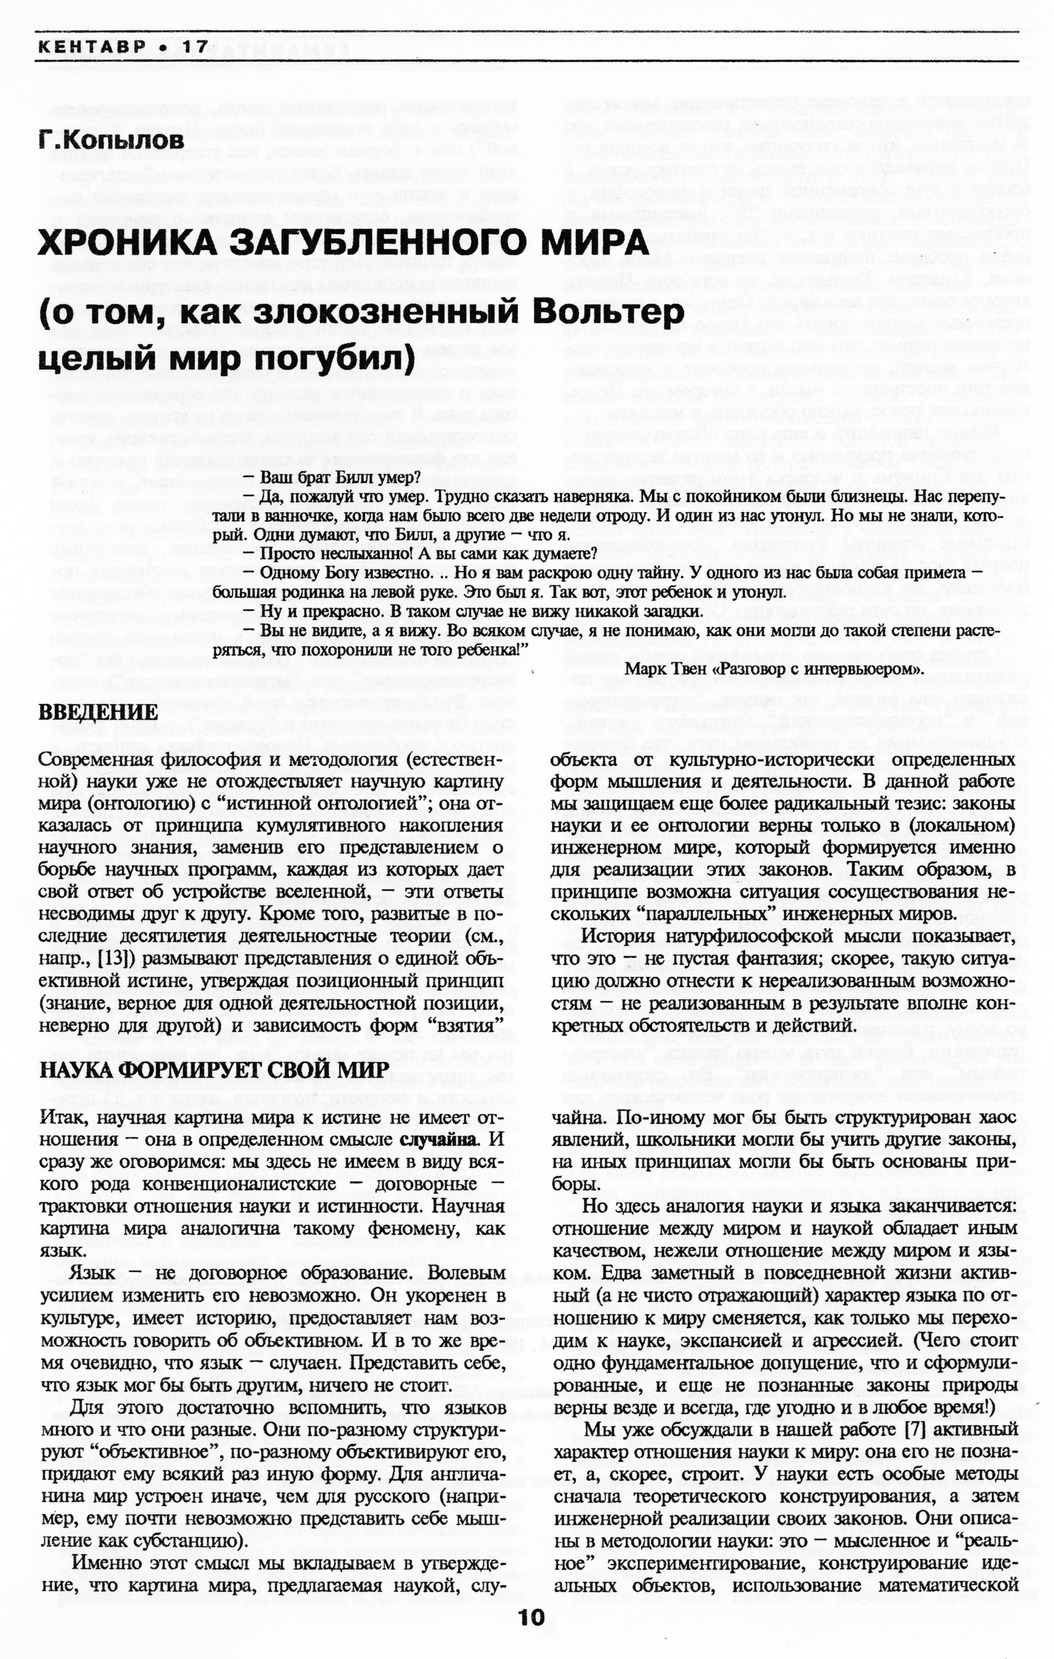 КЕНТАВР • 17
Г.Копылов
ХРОНИКА ЗАГУБЛЕННОГО МИРА
(о том, как злокозненный Вольтер
целый мир погубил)
— Ваш брат Билл умер?
— Да, пожалуй что умер. Трудно сказать наверняка. Мы с покойником были близнецы. Нас перепу-
тали в ванночке, когда нам было всего две недели отроду. И один из нас утонул. Но мы не знали, кото-
рый. Одни думают, что Билл, а другие — что я.
— Просто неслыханно! А вы сами как думаете?
— Одному Богу известно. .. Но я вам раскрою одну тайну. У одного из нас была собая примета —
большая родинка на левой руке. Это был я. Так вот, этот ребенок и утонул.
— Ну и прекрасно. В таком случае не вижу никакой загадки.
— Вы не видите, а я вижу. Во всяком случае, я не понимаю, как они могли до такой степени расте-
ряться, что похоронили не того ребенка!”
Марк Твен «Разговор с интервьюером».
ВВЕДЕНИЕ
Современная философия и методология (естествен-
ной) науки уже не отождествляет научную картину
мира (онтологию) с “истинной онтологией”; она от-
казалась от принципа кумулятивного накопления
научного знания, заменив его представлением о
борьбе научных программ, каждая из которых дает
свой ответ об устройстве вселенной, — эти ответы
несводимы друг к другу. Кроме того, развитые в по-
следние десятилетия деятельностные теории (см.,
напр., [13]) размывают представления о единой объ-
ективной истине, утверждая позиционный принцип
(знание, верное для одной деятельностной позиции,
неверно для другой) и зависимость форм “взятия”
объекта от культурно-исторически определенных
форм мышления и деятельности. В данной работе
мы защищаем еще более радикальный тезис: законы
науки и ее онтологии верны только в (локальном)
инженерном мире, который формируется именно
для реализации этих законов. Таким образом, в
принципе возможна ситуация сосуществования не-
скольких “параллельных” инженерных миров.
История натурфилософской мысли показывает,
что это — не пустая фантазия; скорее, такую ситуа-
цию должно отнести к нереализованным возможно-
стям — не реализованным в результате вполне кон-
кретных обстоятельств и действий.
НАУКА ФОРМИРУЕТ СВОЙ МИР
Итак, научная картина мира к истине не имеет от-
ношения — она в определенном смысле случайна. И
сразу же оговоримся: мы здесь не имеем в виду вся-
кого рода конвенционалистские — договорные —
трактовки отношения науки и истинности. Научная
картина мира аналогична такому феномену, как
язык.
Язык — не договорное образование. Волевым
усилием изменить его невозможно. Он укоренен в
культуре, имеет историю, предоставляет нам воз-
можность говорить об объективном. И в то же вре-
мя очевидно, что язык — случаен. Представить себе,
что язык мог бы быть другим, ничего не стоит.
Для этого достаточно вспомнить, что языков
много и что они разные. Они по-разному структури-
руют “объективное”, по-разному объективируют его,
придают ему всякий раз иную форму. Для англича-
нина мир устроен иначе, чем для русского (напри-
мер, ему почти невозможно представить себе мыш-
ление как субстанцию).
Именно этот смысл мы вкладываем в утвержде-
ние, что картина мира, предлагаемая наукой, слу-
чайна. По-иному мог бы быть структурирован хаос
явлений, школьники могли бы учить другие законы,
на иных принципах могли бы быть основаны при-
боры.
Но здесь аналогия науки и языка заканчивается:
отношение между миром и наукой обладает иным
качеством, нежели отношение между миром и язы-
ком. Едва заметный в повседневной жизни актив-
ный (а не чисто отражающий) характер языка по от-
ношению к миру сменяется, как только мы перехо-
дим к науке, экспансией и агрессией. (Чего стоит
одно фундаментальное допущение, что и сформули-
рованные, и еще не познанные законы природы
верны везде и всегда, где угодно и в любое время!)
Мы уже обсуждали в нашей работе [7] активный
характер отношения науки к миру: она его не позна-
ет, а, скорее, строит. У науки есть особые методы
сначала теоретического конструирования, а затем
инженерной реализации своих законов. Они описа-
ны в методологии науки: это — мысленное и “реаль-
ное” экспериментирование, конструирование иде-
альных объектов, использование математической
10